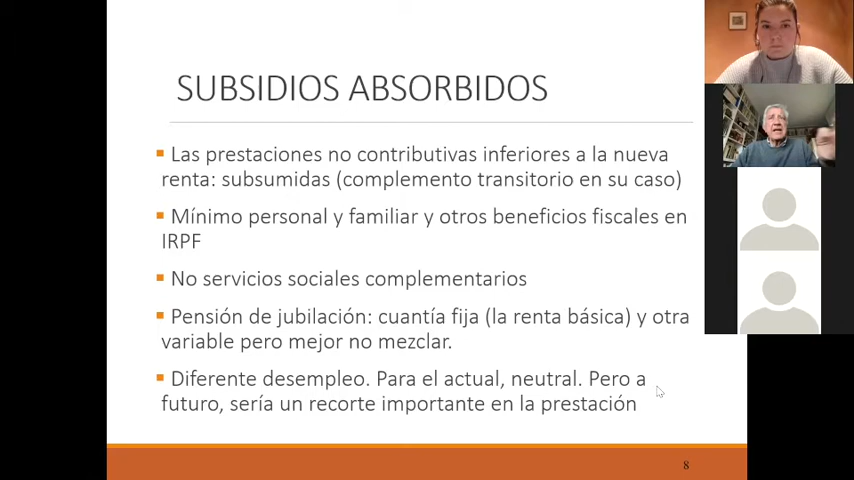 SUBSIDIOS ABSORBIDOS
Las prestaciones no contributivas inferiores a la nueva
renta: subsumidas (complemento transitorio en su caso)
Mínimo personal y familiar y otros beneficios fiscales en
IRPF
No servicios sociales complementarios
Pensión de jubilación: cuantía fija (la renta básica) y otra
variable pero mejor no mezclar.
Diferente desempleo. Para el actual, neutral. Pero a
futuro, sería un recorte importante en la prestación
8